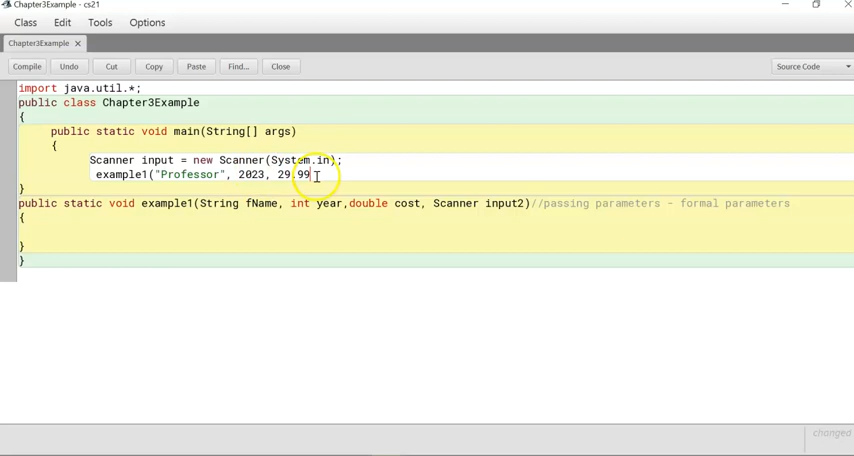 Chapter3Example - cs21
Class Edit Tools Options
Chapter3Example ×
Compile Undo Cut Copy Paste Find... Close Source Code
import java.util.*;
public class Chapter3Example
{
public static void main(String[] args)
{
Scanner input = new Scanner(System.in);
example1("Professor", 2023, 29.99
}
public static void example1(String fName, int year,double cost, Scanner input2)//passing parameters - formal parameters
{
}
}
changed